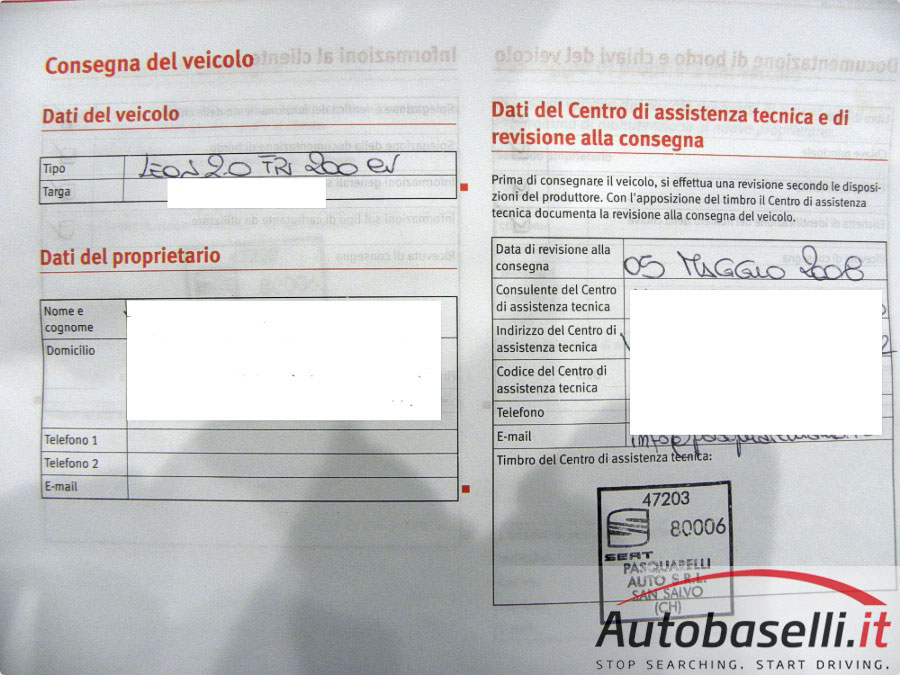 Consegna del veicolo
Dati del veicolo
Tipo LEON 2.0 FRI 200 CV
Targa
Dati del proprietario
Nome e
cognome
Domicilio
Telefono 1
Telefono 2
E-mail
Dati del Centro di assistenza tecnica e di
revisione alla consegna
Prima di consegnare il veicolo, si effettua una revisione secondo le disposi-
zioni del produttore. Con l'apposizione del timbro il Centro di assistenza
tecnica documenta la revisione alla consegna del veicolo.
Data di revisione alla
consegna 05 MAGGIO 2008
Consulente del Centro
di assistenza tecnica
Indirizzo del Centro di
assistenza tecnica
Codice del Centro di
assistenza tecnica
Telefono
E-mail
Timbro del Centro di assistenza tecnica:
47203
80006
SEAT
PASQUARELLI
AUTO S.R.L.
SAN SALVO
(CH)
Autobaselli.it
STOP SEARCHING. START DRIVING.